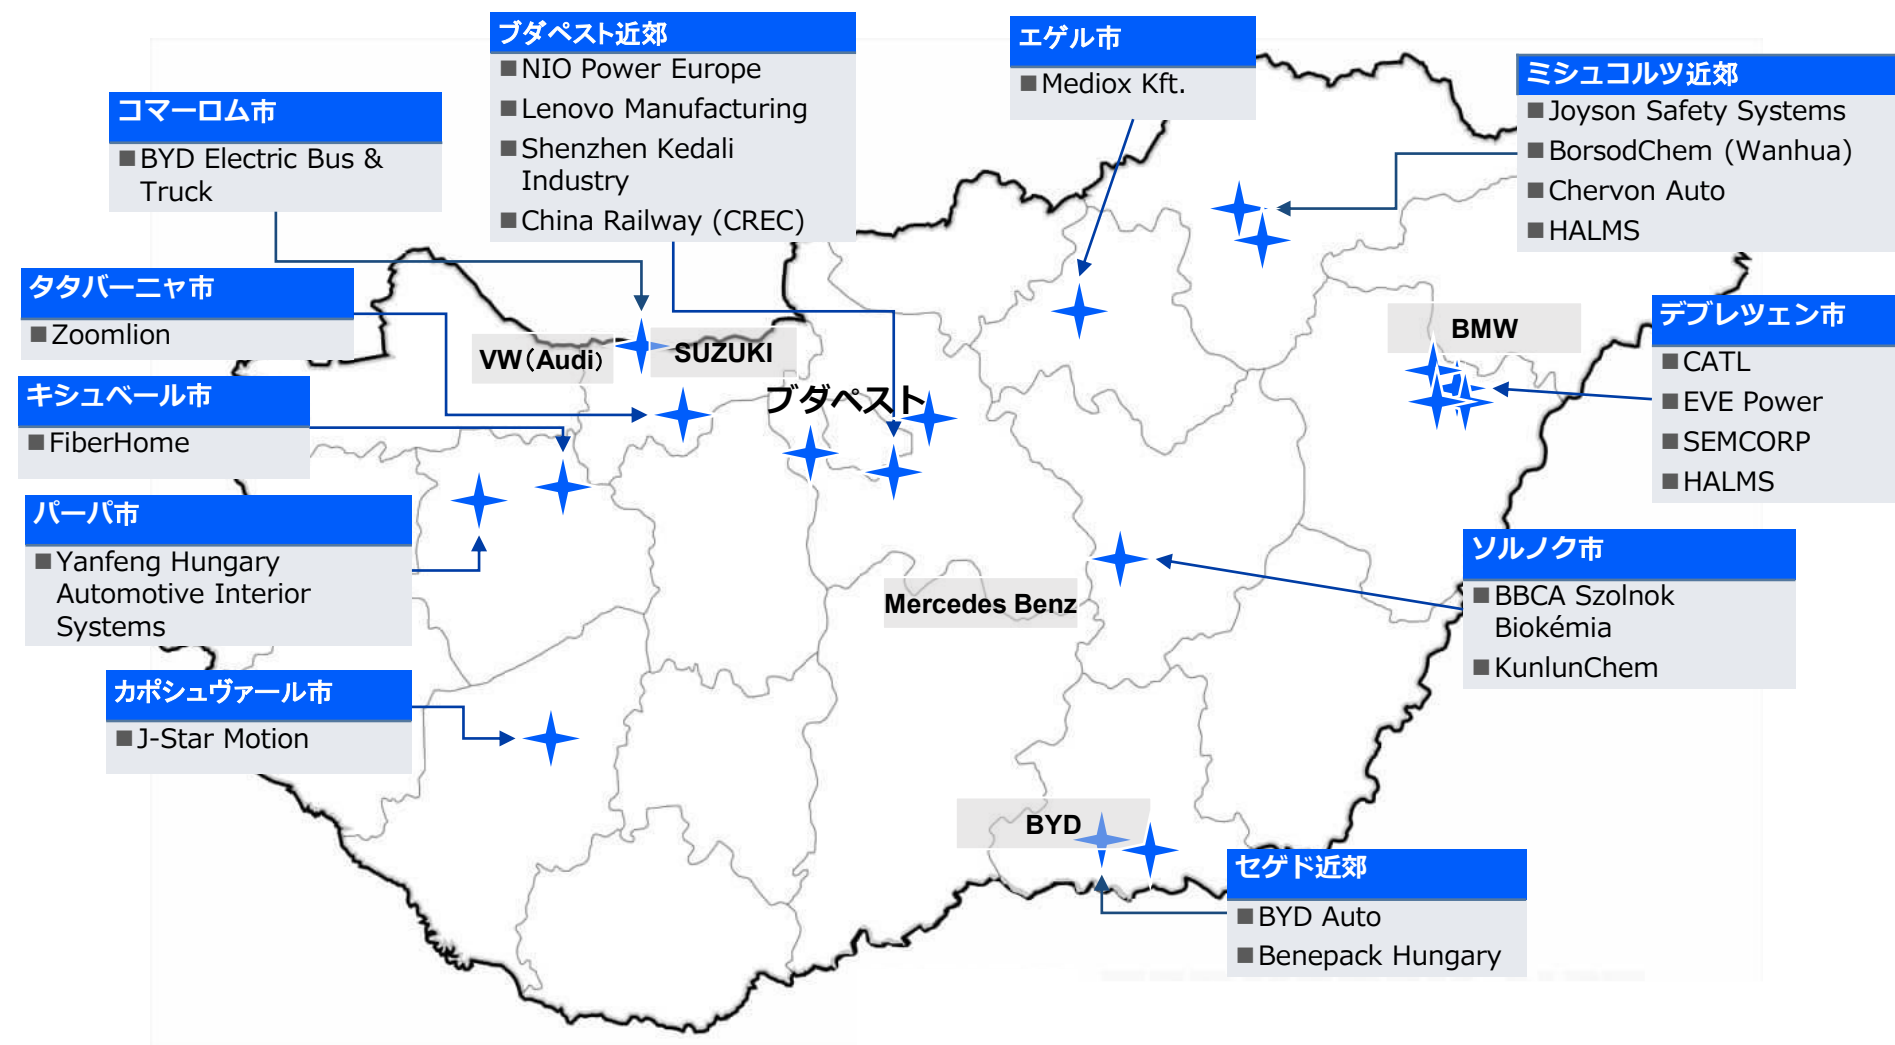 ブダペスト近郊
■NIO Power Europe
■Lenovo Manufacturing
■Shenzhen Kedali
Industry
■China Railway (CREC)
エゲル市
■Mediox Kft.
ミシュコルツ近郊
■Joyson Safety Systems
■BorsodChem (Wanhua)
■Chervon Auto
■HALMS
コマーロム市
■BYD Electric Bus &
Truck
タタバーニャ市
■Zoomlion
キシュベール市
■FiberHome
パーパ市
■Yanfeng Hungary
Automotive Interior
Systems
カポシュヴァール市
■J-Star Motion
VW（Audi）
SUZUKI
ブダペスト
BMW
Mercedes Benz
BYD
デブレツェン市
■CATL
■EVE Power
■SEMCORP
■HALMS
ソルノク市
■BBCA Szolnok
Biokémia
■KunlunChem
セゲド近郊
■BYD Auto
■Benepack Hungary